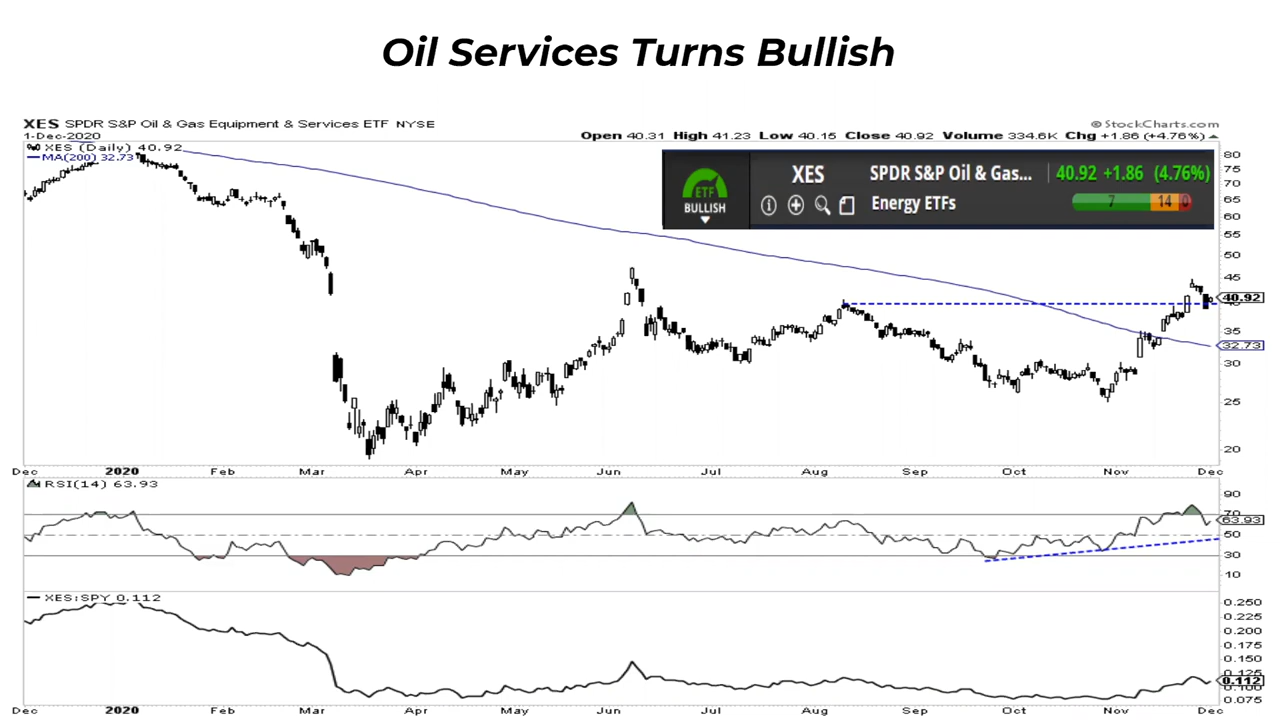 Oil Services Turns Bullish
XES SPDR S&P Oil & Gas Equipment & Services ETF NYSE
© StockCharts.com
1-Dec-2020
Open 40.31 High 41.23 Low 40.15 Close 40.92 Volume 334.6K Chg +1.86 (+4.76%)
XES (Daily) 40.92
MA(200) 32.73
ETF
BULLISH
XES
SPDR S&P Oil & Gas...
40.92 +1.86 (4.76%)
Energy ETFs
7 14 0
80
75
70
65
60
55
50
45
40.92
35
32.73
30
25
20
Dec 2020 Feb Mar Apr May Jun Jul Aug Sep Oct Nov Dec
RSI(14) 63.93
90
70
63.93
50
30
10
XES:SPY 0.112
0.250
0.225
0.200
0.175
0.150
0.112
0.100
0.075
Dec 2020 Feb Mar Apr May Jun Jul Aug Sep Oct Nov Dec